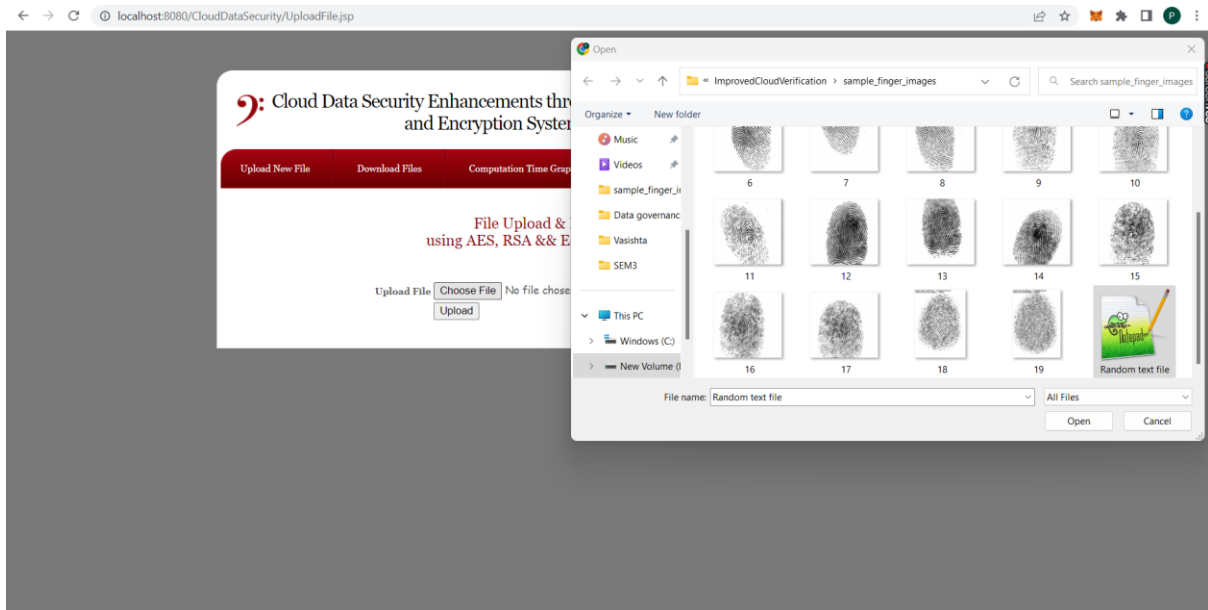 localhost:8080/CloudDataSecurity/UploadFile.jsp
P
Cloud Data Security Enhancements thr
and Encryption System
Upload New File
Download Files
Computation Time Grap
File Upload &
using AES, RSA && E
Upload File
Choose File
No file chose
Upload
Open
« ImprovedCloudVerification > sample_finger_images
Search sample_finger_images
Organize
New folder
Music
Videos
sample_finger_ir
Data governanc
Vasishta
SEM3
This PC
Windows (C:)
New Volume (
6
7
8
9
10
11
12
13
14
15
16
17
18
19
Notepad++
Random text file
File name:
Random text file
All Files
Open
Cancel